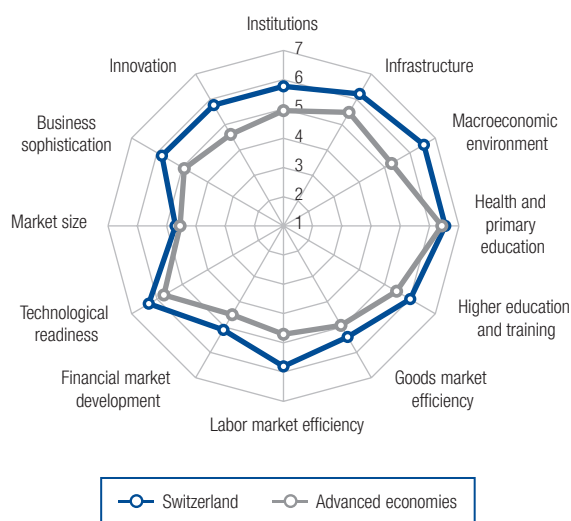 Institutions
7
6
5
4
3
2
1
Infrastructure
Macroeconomic
environment
Health and
primary
education
Higher education
and training
Goods market
efficiency
Labor market efficiency
Financial market
development
Technological
readiness
Market size
Business
sophistication
Innovation
Switzerland
Advanced economies